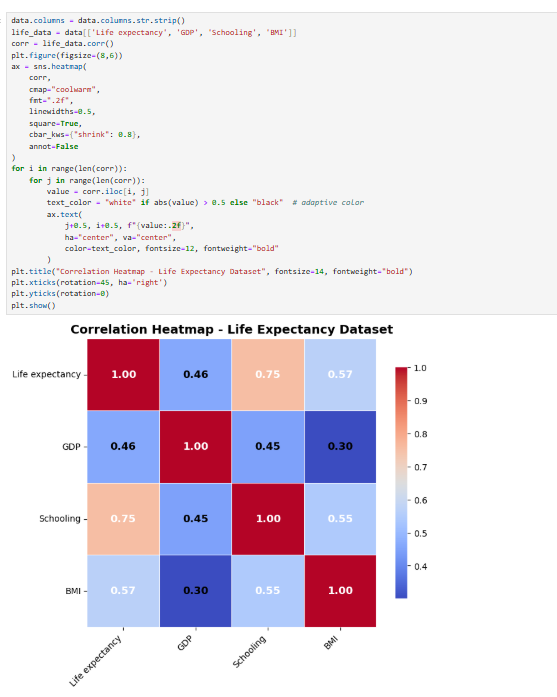 data.columns = data.columns.str.strip()
life_data = data[['Life expectancy', 'GDP', 'Schooling', 'BMI']]
corr = life_data.corr()
plt.figure(figsize=(8,6))
ax = sns.heatmap(
    corr,
    cmap="coolwarm",
    fmt=".2f",
    linewidths=0.5,
    square=True,
    cbar_kws={"shrink": 0.8},
    annot=False
)
for i in range(len(corr)):
    for j in range(len(corr)):
        value = corr.iloc[i, j]
        text_color = "white" if abs(value) > 0.5 else "black"  # adaptive color
        ax.text(
            j+0.5, i+0.5, f"{value:.2f}",
            ha="center", va="center",
            color=text_color, fontsize=12, fontweight="bold"
        )
plt.title("Correlation Heatmap - Life Expectancy Dataset", fontsize=14, fontweight="bold")
plt.xticks(rotation=45, ha='right')
plt.yticks(rotation=0)
plt.show()
Correlation Heatmap - Life Expectancy Dataset
Life expectancy 1.00 0.46 0.75 0.57
GDP 0.46 1.00 0.45 0.30
Schooling 0.75 0.45 1.00 0.55
BMI 0.57 0.30 0.55 1.00
Life expectancy GDP Schooling BMI
1.0
0.9
0.8
0.7
0.6
0.5
0.4